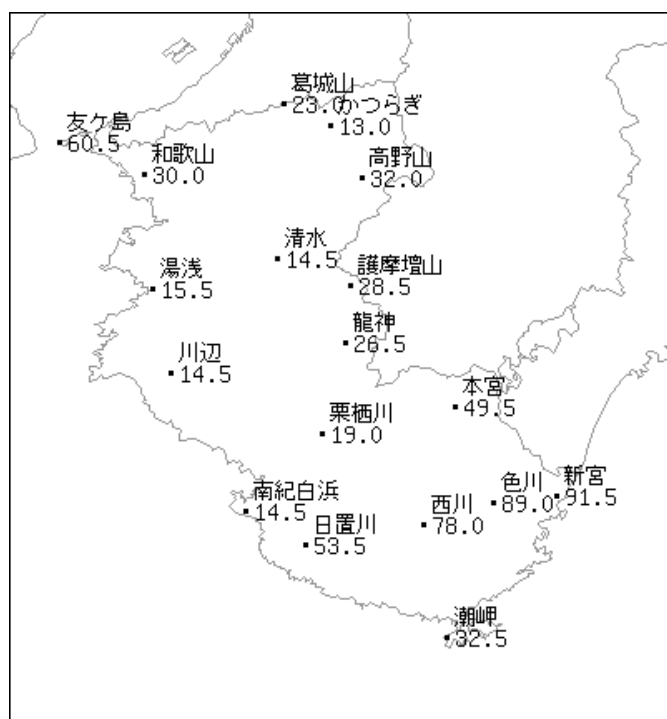 葛城山
23.0
かつらぎ
13.0
友ケ島
60.5
和歌山
30.0
高野山
32.0
清水
14.5
護摩壇山
28.5
湯浅
15.5
龍神
26.5
川辺
14.5
本宮
49.5
栗栖川
19.0
新宮
91.5
色川
89.0
南紀白浜
14.5
西川
78.0
日置川
53.5
潮岬
32.5